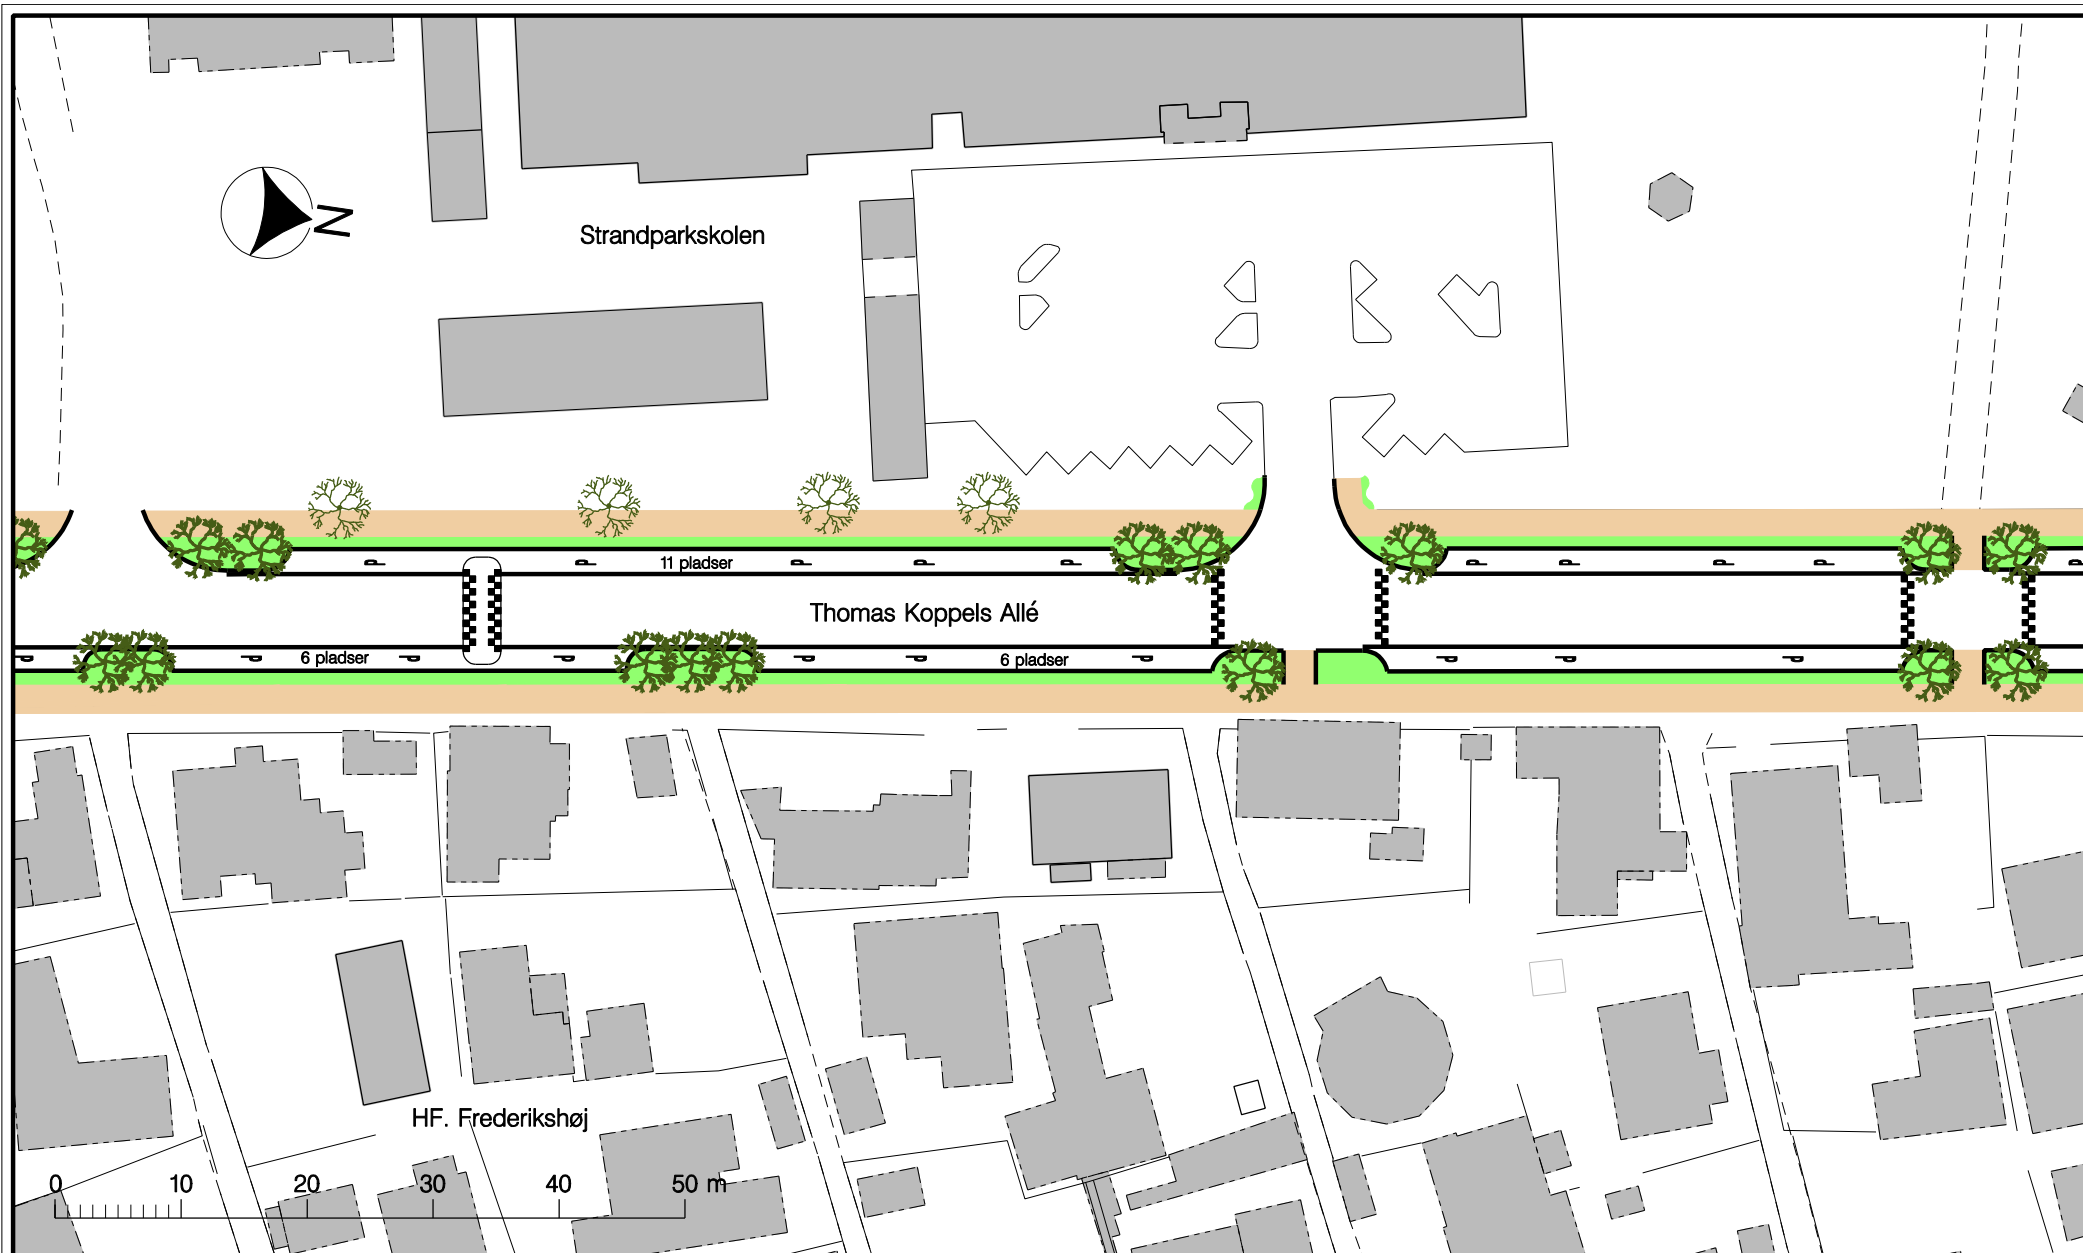 N
Strandparkskolen
P P 11 pladser P P P P P P P P
Thomas Koppels Allé
P P 6 pladser P P P P 6 pladser P P P P
HF. Frederikshøj
0 10 20 30 40 50 m